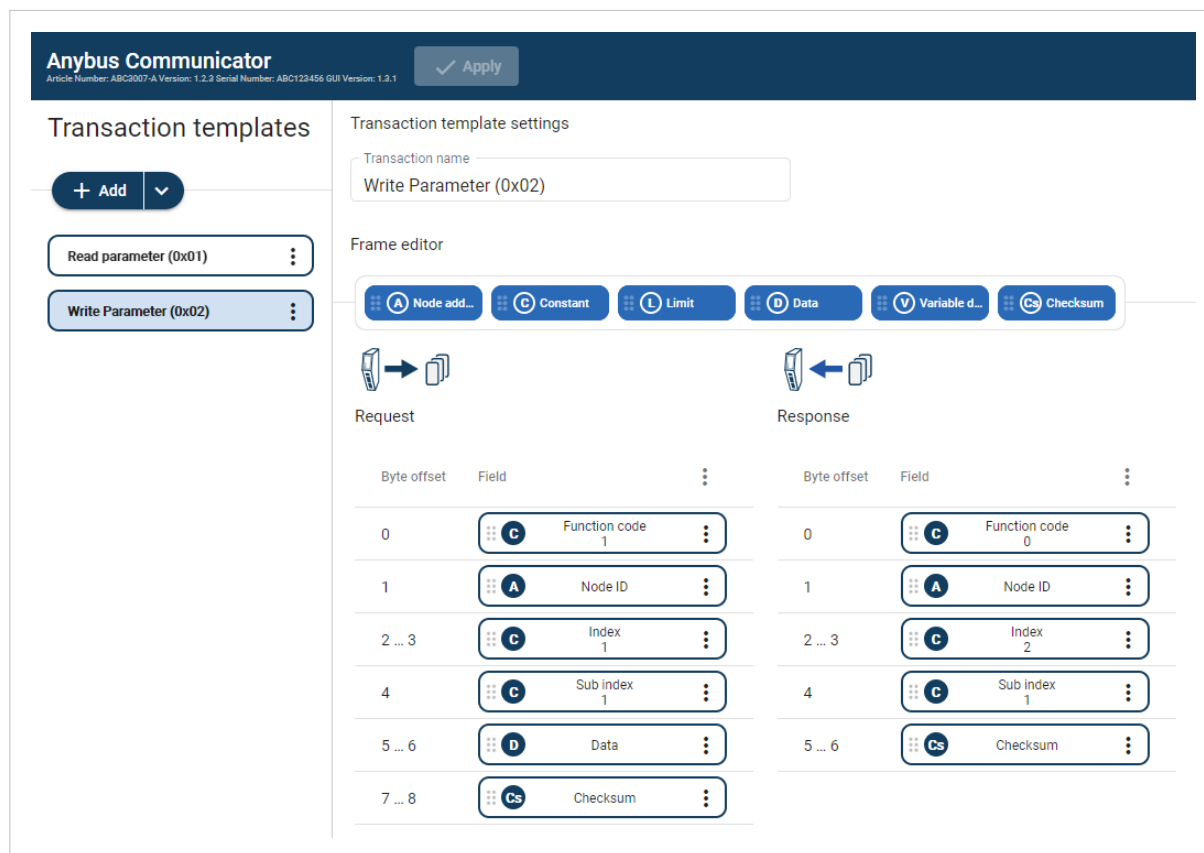 Anybus Communicator
Article Number: ABC3007-A Version: 1.2.3 Serial Number: ABC123456 GUI Version: 1.3.1
Apply
Transaction templates
Add
Read parameter (0x01)
Write Parameter (0x02)
Transaction template settings
Transaction name
Write Parameter (0x02)
Frame editor
A Node add... C Constant L Limit D Data V Variable d... Cs Checksum
Request
Byte offset Field
0 C Function code
1
1 A Node ID
2 ... 3 C Index
1
4 C Sub index
1
5 ... 6 D Data
7 ... 8 Cs Checksum
Response
Byte offset Field
0 C Function code
0
1 A Node ID
2 ... 3 C Index
2
4 C Sub index
1
5 ... 6 Cs Checksum